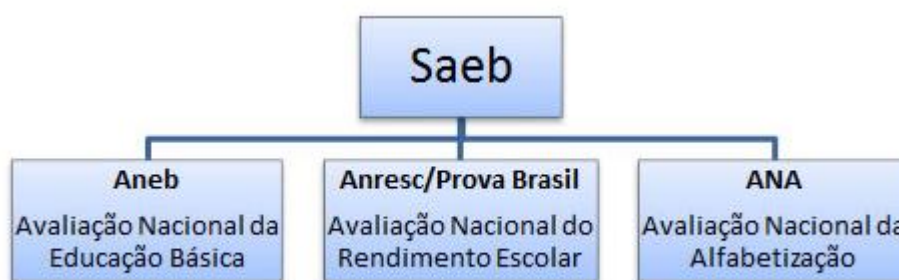 Saeb
Aneb
Avaliação Nacional da
Educação Básica
Anresc/Prova Brasil
Avaliação Nacional do
Rendimento Escolar
ANA
Avaliação Nacional da
Alfabetização